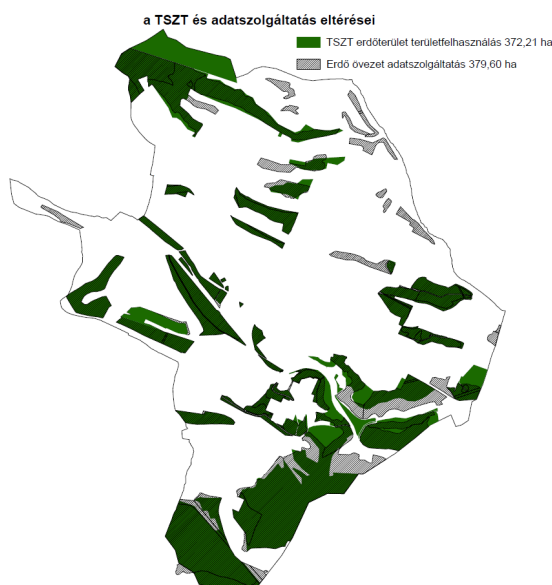 a TSZT és adatszolgáltatás eltérései
TSZT erdőterület területfelhasználás 372,21 ha
Erdő övezet adatszolgáltatás 379,60 ha